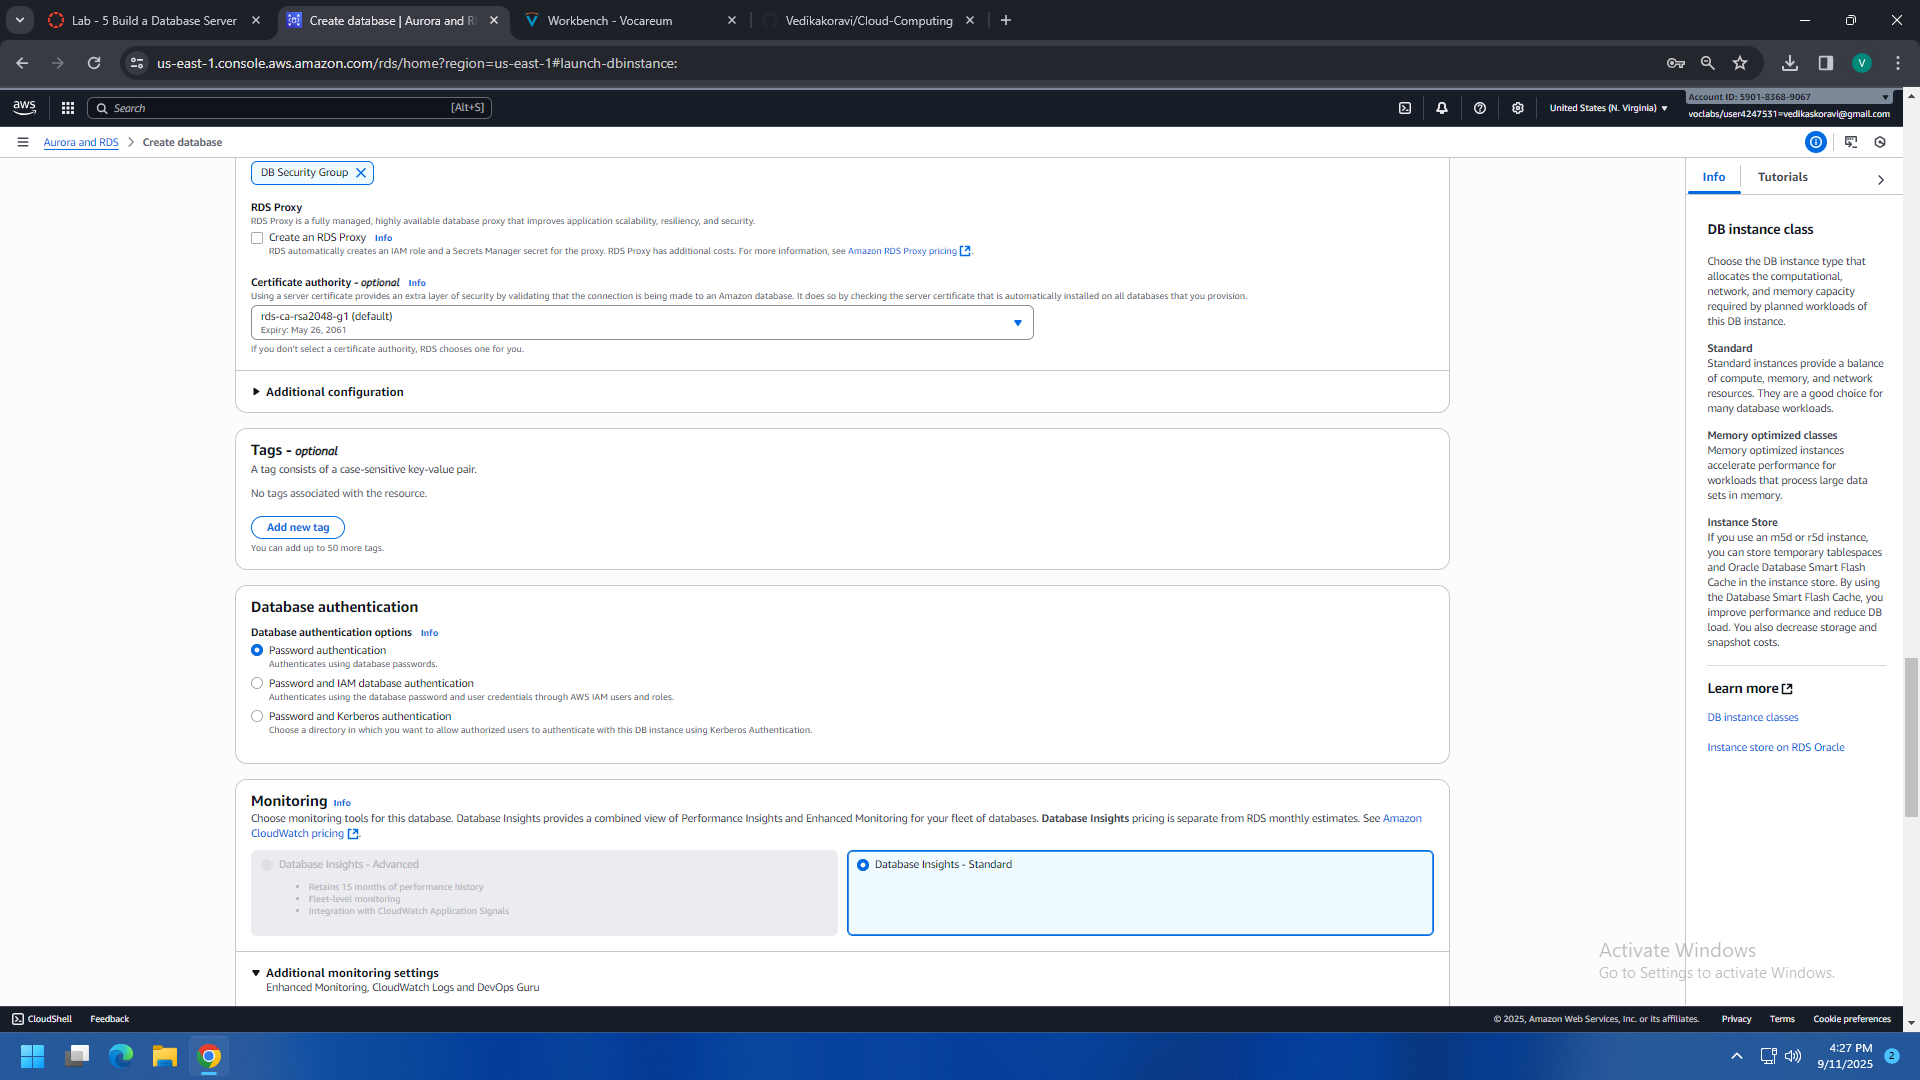 Lab - 5 Build a Database Server
Create database | Aurora and R
Workbench - Vocareum
Vedikakoravi/Cloud-Computing
us-east-1.console.aws.amazon.com/rds/home?region=us-east-1#launch-dbinstance:
V
aws
Search
[Alt+S]
United States (N. Virginia)
Account ID: 5901-8368-9067
voclabs/user4247531=vedikaskoravi@gmail.com
Aurora and RDS
Create database
DB Security Group
RDS Proxy
RDS Proxy is a fully managed, highly available database proxy that improves application scalability, resiliency, and security.
Create an RDS Proxy Info
RDS automatically creates an IAM role and a Secrets Manager secret for the proxy. RDS Proxy has additional costs. For more information, see Amazon RDS Proxy pricing.
Certificate authority - optional Info
Using a server certificate provides an extra layer of security by validating that the connection is being made to an Amazon database. It does so by checking the server certificate that is automatically installed on all databases that you provision.
rds-ca-rsa2048-g1 (default)
Expiry: May 26, 2061
If you don't select a certificate authority, RDS chooses one for you.
Additional configuration
Tags - optional
A tag consists of a case-sensitive key-value pair.
No tags associated with the resource.
Add new tag
You can add up to 50 more tags.
Database authentication
Database authentication options Info
Password authentication
Authenticates using database passwords.
Password and IAM database authentication
Authenticates using the database password and user credentials through AWS IAM users and roles.
Password and Kerberos authentication
Choose a directory in which you want to allow authorized users to authenticate with this DB instance using Kerberos Authentication.
Monitoring Info
Choose monitoring tools for this database. Database Insights provides a combined view of Performance Insights and Enhanced Monitoring for your fleet of databases. Database Insights pricing is separate from RDS monthly estimates. See Amazon
CloudWatch pricing.
Database Insights - Advanced
• Retains 15 months of performance history
• Fleet-level monitoring
• Integration with CloudWatch Application Signals
Database Insights - Standard
Additional monitoring settings
Enhanced Monitoring, CloudWatch Logs and DevOps Guru
Info
Tutorials
DB instance class
Choose the DB instance type that
allocates the computational,
network, and memory capacity
required by planned workloads of
this DB instance.
Standard
Standard instances provide a balance
of compute, memory, and network
resources. They are a good choice for
many database workloads.
Memory optimized classes
Memory optimized instances
accelerate performance for
workloads that process large data
sets in memory.
Instance Store
If you use an m5d or r5d instance,
you can store temporary tablespaces
and Oracle Database Smart Flash
Cache in the instance store. By using
the Database Smart Flash Cache, you
improve performance and reduce DB
load. You also decrease storage and
snapshot costs.
Learn more
DB instance classes
Instance store on RDS Oracle
Activate Windows
Go to Settings to activate Windows.
CloudShell
Feedback
© 2025, Amazon Web Services, Inc. or its affiliates.
Privacy
Terms
Cookie preferences
4:27 PM
9/11/2025
2